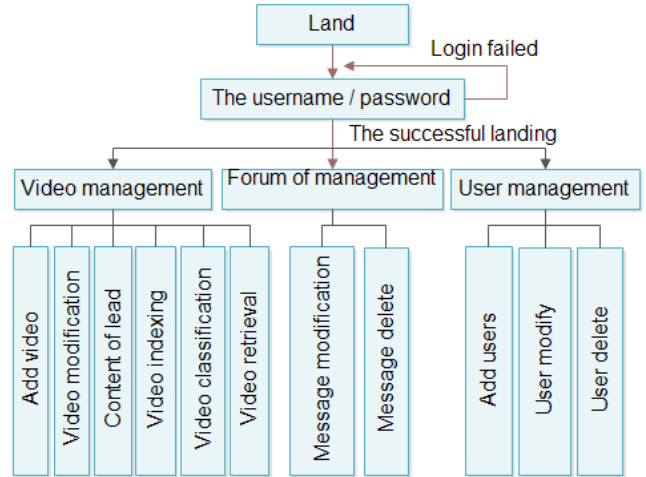 Land
Login failed
The username / password
The successful landing
Video management
Forum of management
User management
Add video
Video modification
Content of lead
Video indexing
Video classification
Video retrieval
Message modification
Message delete
Add users
User modify
User delete